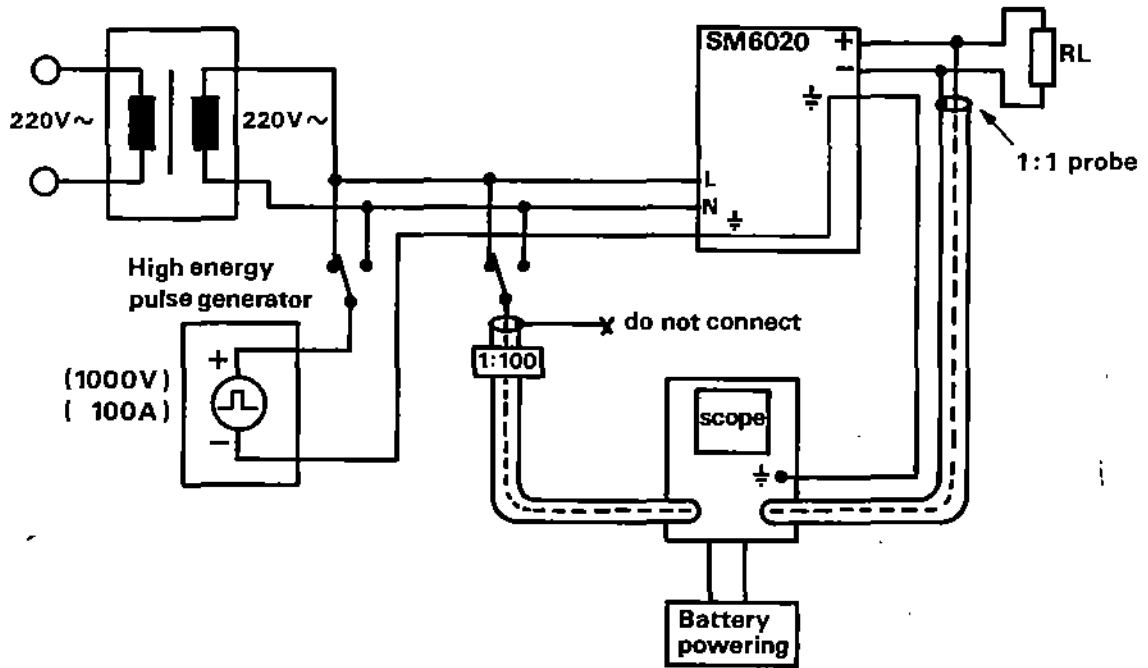 SM6020
+
−
RL
220V~
220V~
1:1 probe
L
N
High energy
pulse generator
do not connect
1:100
+
(1000V)
( 100A)
−
scope
Battery
powering